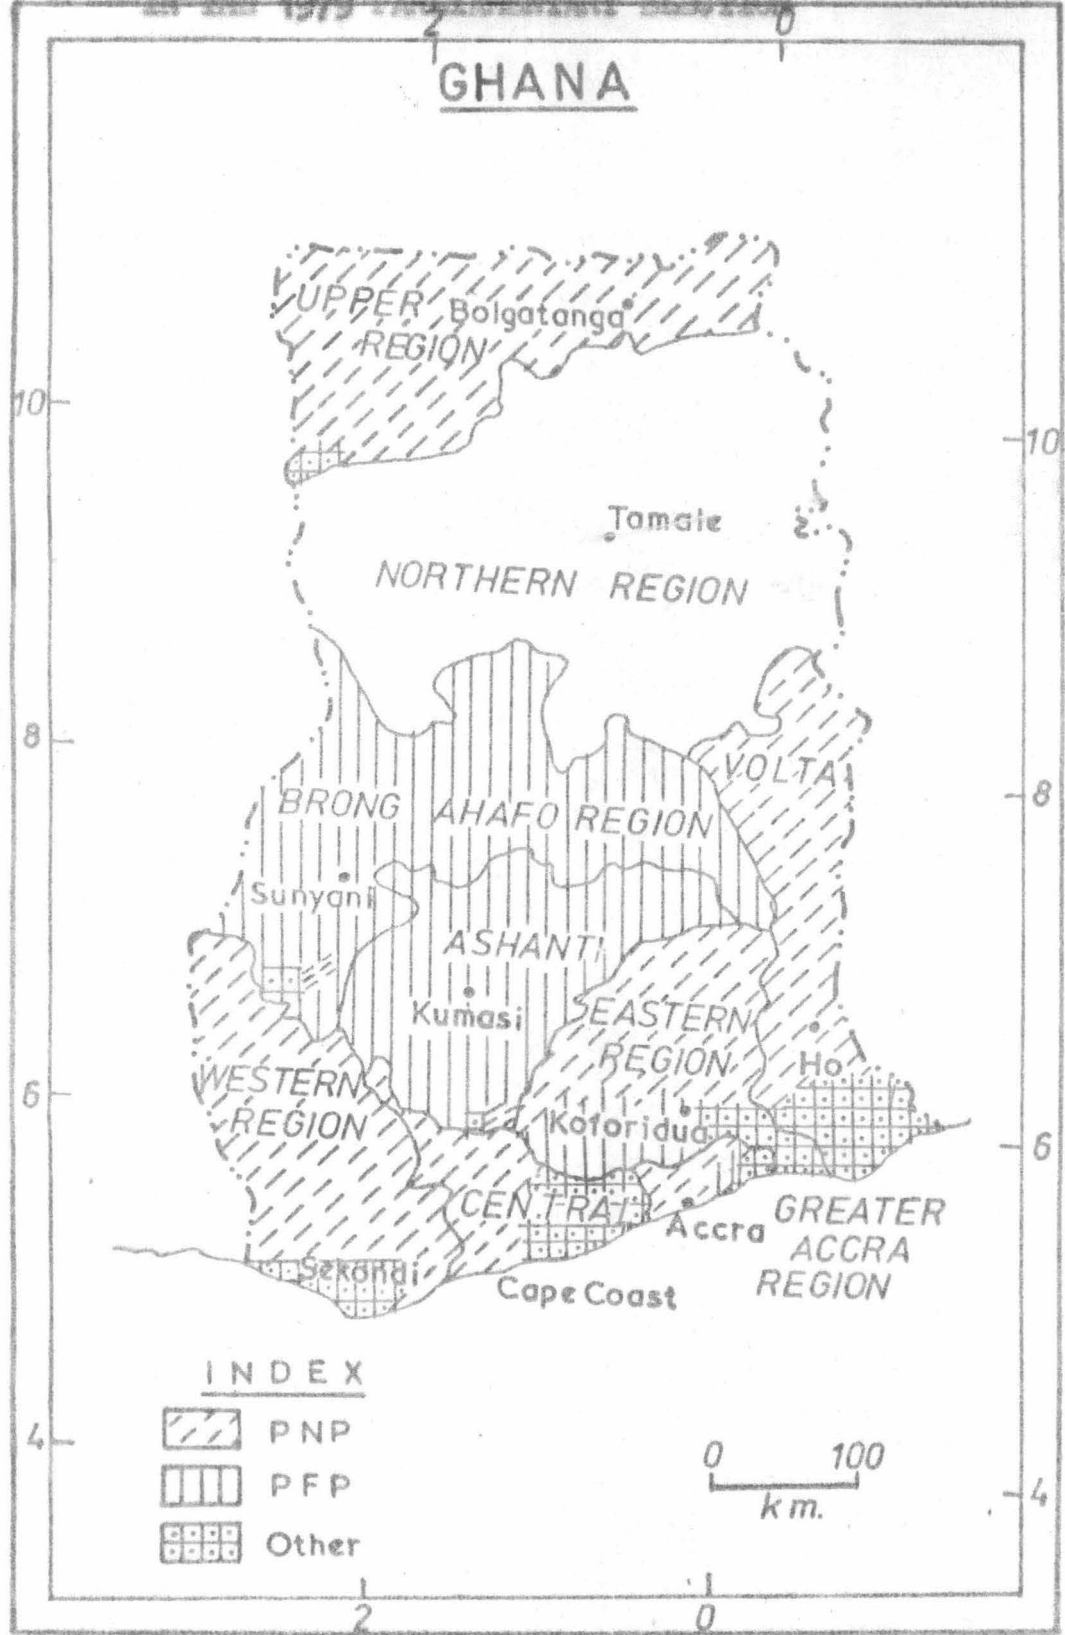 1979
2 0
GHANA
UPPER
REGION
Bolgatanga
10
10
Tamale
NORTHERN REGION
8
VOLTA
8
BRONG AHAFO REGION
Sunyani
ASHANTI
Kumasi
EASTERN
REGION
Ho
WESTERN
REGION
6
Koforidua
6
CENTRAL
Accra
GREATER
ACCRA
REGION
Sekondi
Cape Coast
INDEX
PNP
PFP
Other
4
0 100
km.
4
2 0